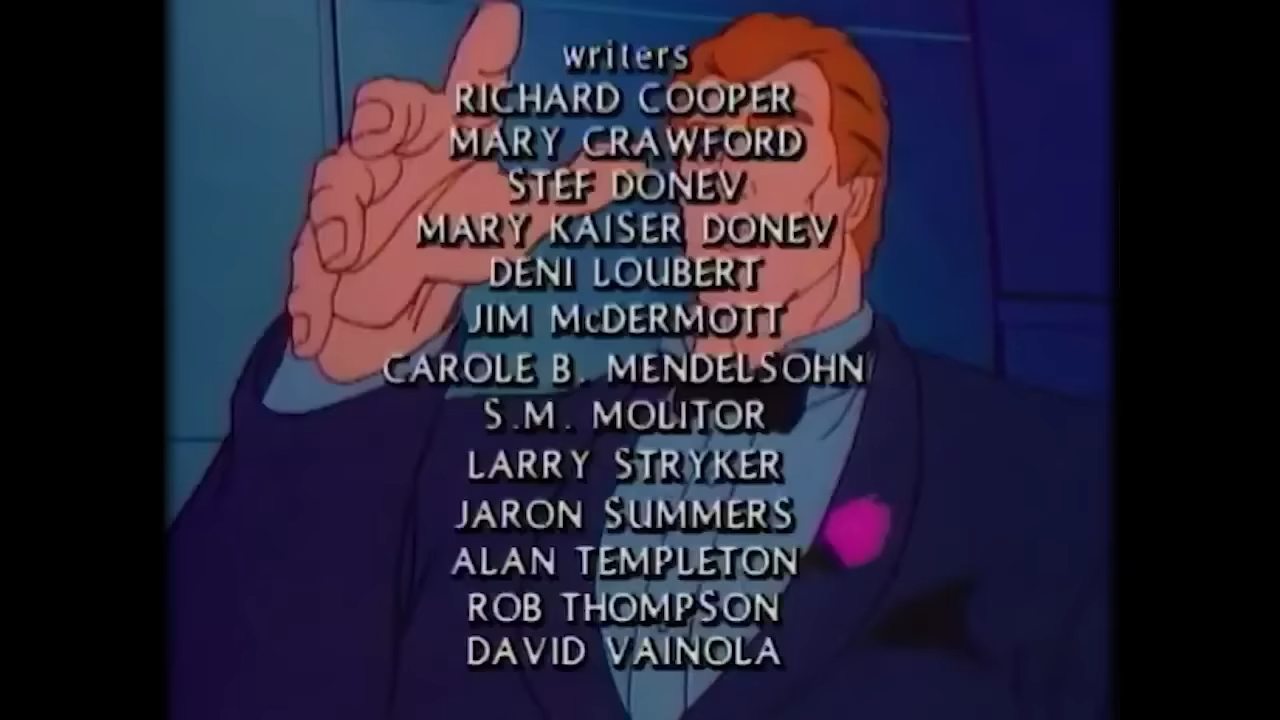 writers
RICHARD COOPER
MARY CRAWFORD
STEF DONEV
MARY KAISER DONEV
DENI LOUBERT
JIM McDERMOTT
CAROLE B. MENDELSOHN
S.M. MOLITOR
LARRY STRYKER
JARON SUMMERS
ALAN TEMPLETON
ROB THOMPSON
DAVID VAINOLA